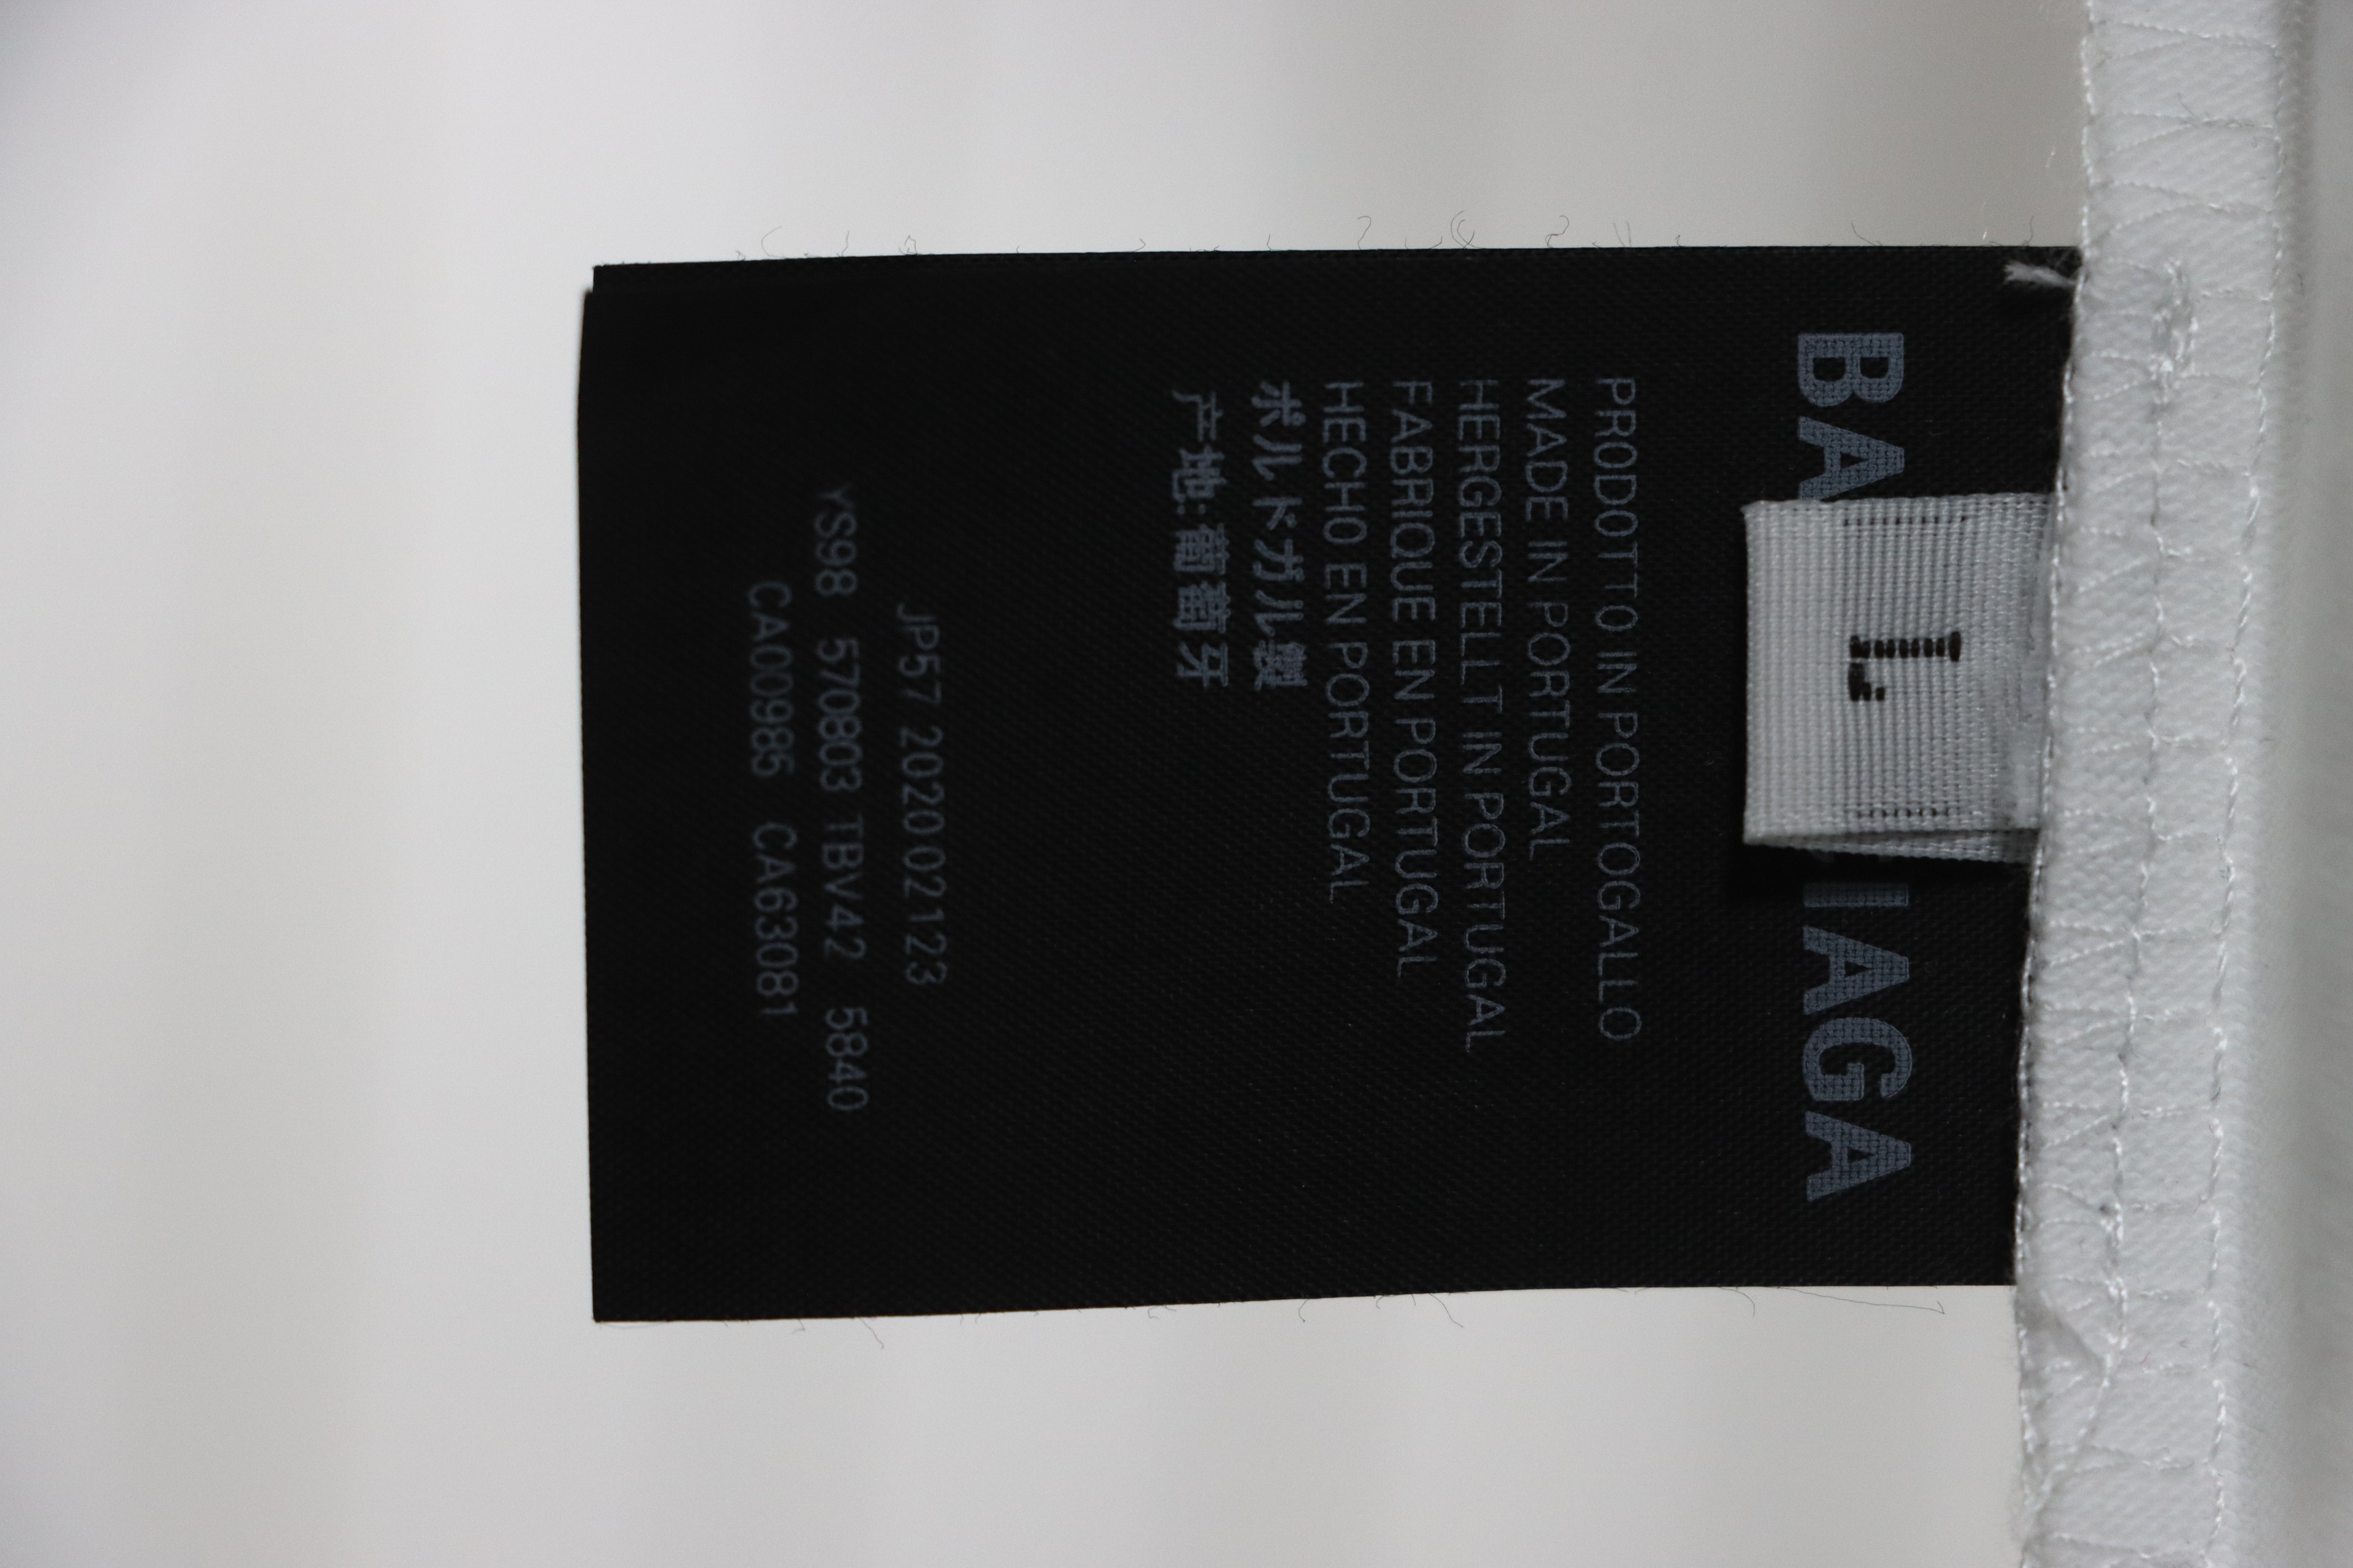 BA IAGA
L
PRODOTTO IN PORTOGALLO
MADE IN PORTUGAL
HERGESTELLT IN PORTUGAL
FABRIQUE EN PORTUGAL
HECHO EN PORTUGAL
ポルトガル製
产地:葡萄牙
JP57 2020 02123
YS98 570803 TBV42 5840
CA00985 CA63081